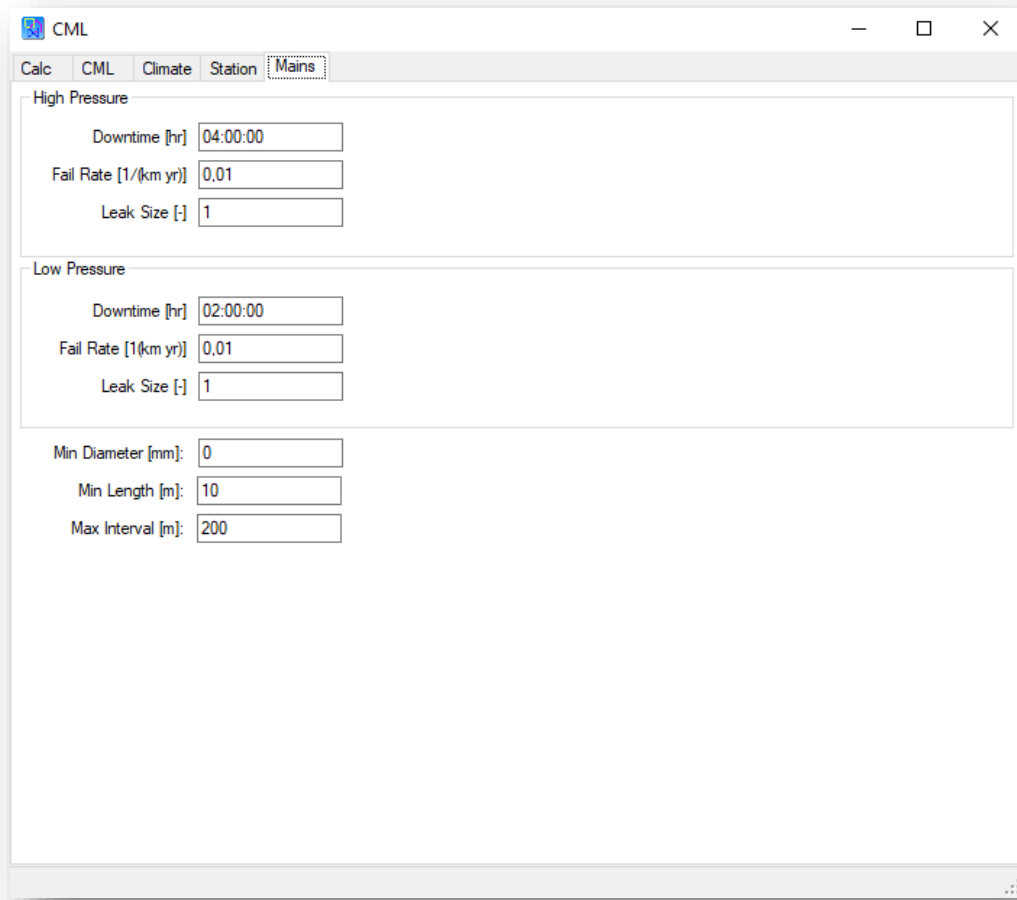 CML
Calc CML Climate Station Mains
High Pressure
Downtime [hr] 04:00:00
Fail Rate [1/(km yr)] 0,01
Leak Size [-] 1
Low Pressure
Downtime [hr] 02:00:00
Fail Rate [1(km yr)] 0,01
Leak Size [-] 1
Min Diameter [mm]: 0
Min Length [m]: 10
Max Interval [m]: 200